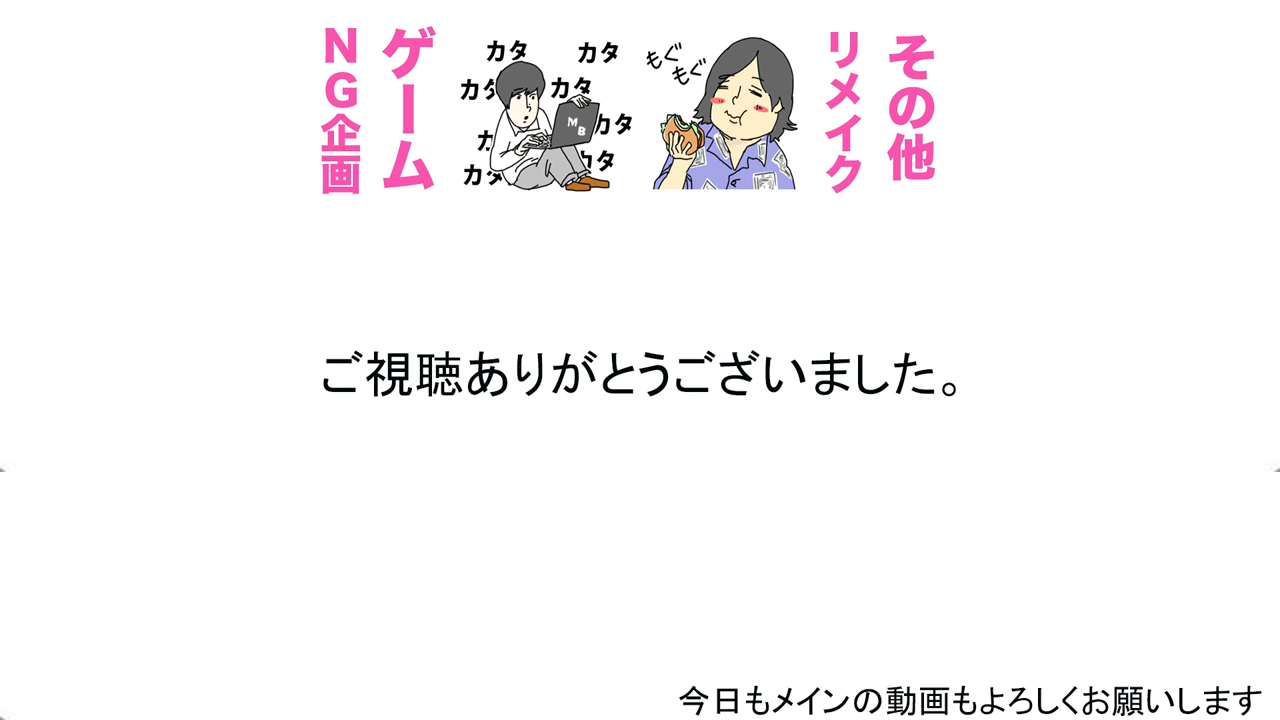 ゲーム
NG企画
カタ
カタ
カタ
カタ
カタ
カタ
カタ
カタ
MB
もぐ
もぐ
その他
リメイク
ご視聴ありがとうございました。
今日もメインの動画もよろしくお願いします